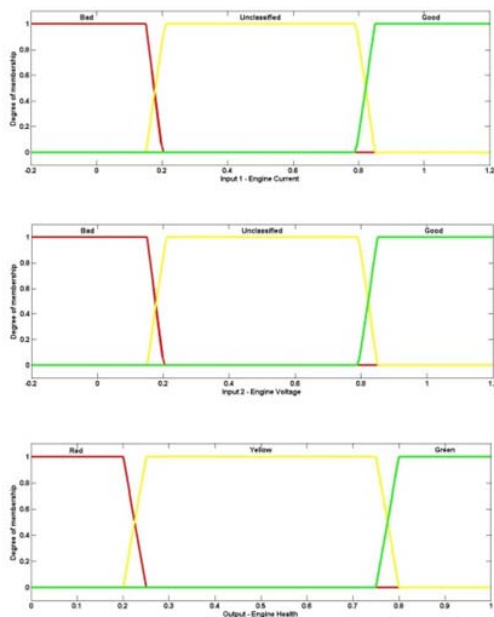 Bad Unclassified Good
Degree of membership
1
0.8
0.6
0.4
0.2
0
-0.2 0 0.2 0.4 0.6 0.8 1 1.2
Input 1 - Engine Current
Bad Unclassified Good
Degree of membership
1
0.8
0.6
0.4
0.2
0
-0.2 0 0.2 0.4 0.6 0.8 1 1.2
Input 2 - Engine Voltage
Red Yellow Green
Degree of membership
1
0.8
0.6
0.4
0.2
0
0 0.1 0.2 0.3 0.4 0.5 0.6 0.7 0.8 0.9 1
Output - Engine Health